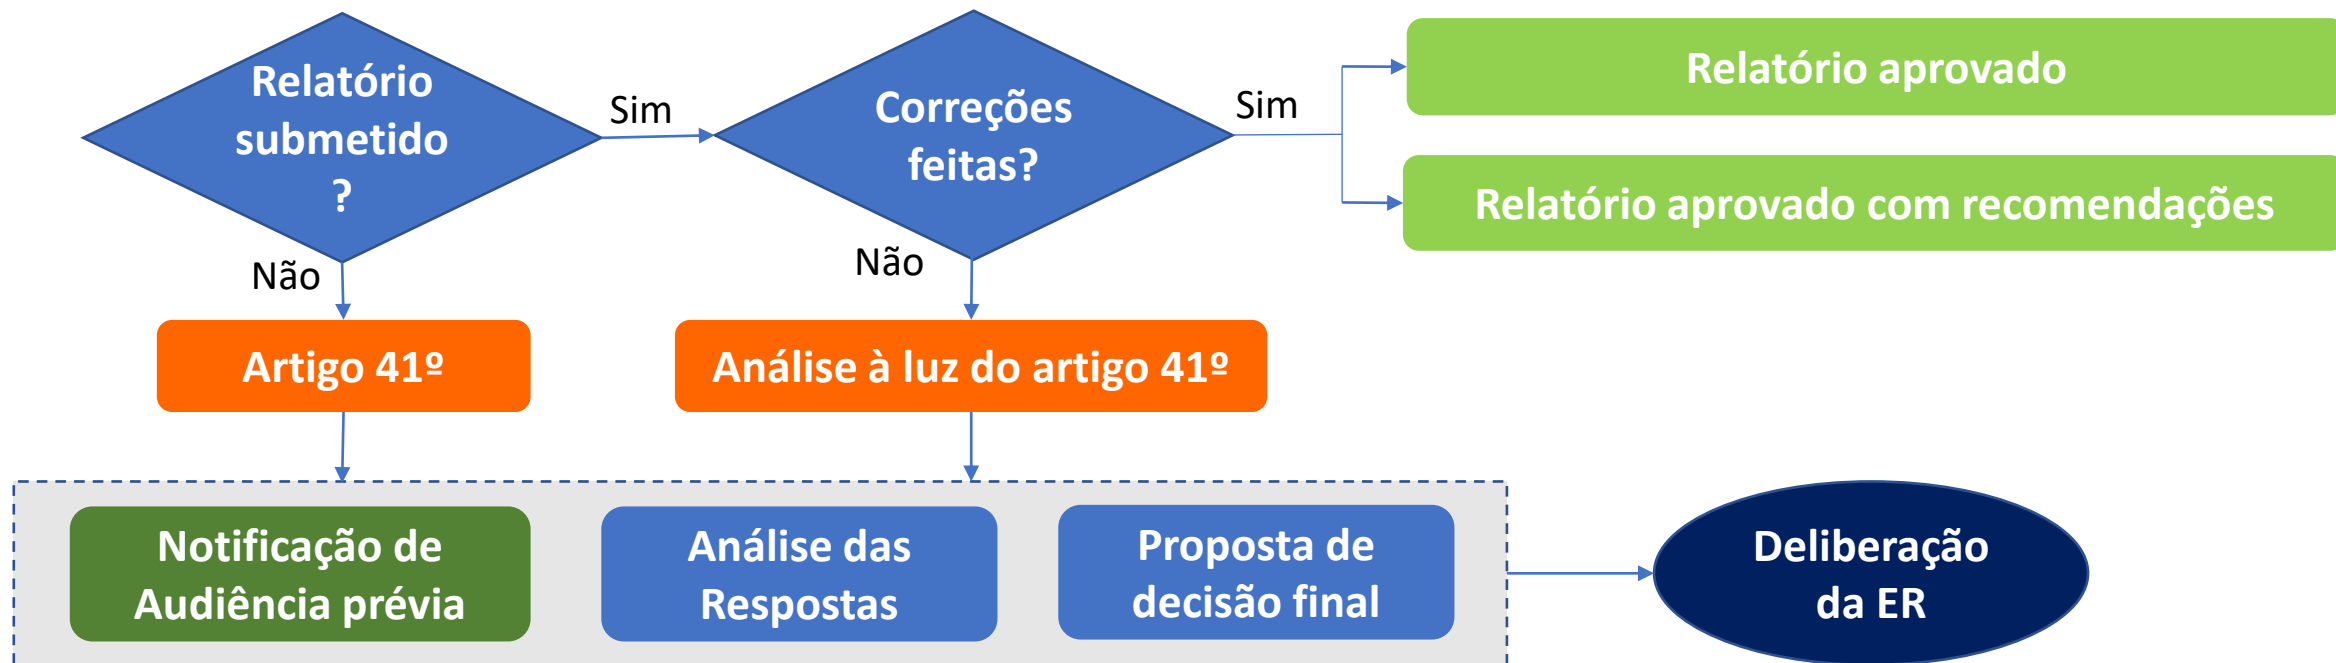 Relatório
submetido
?
Sim
Correções
feitas?
Sim
Relatório aprovado
Relatório aprovado com recomendações
Não
Não
Artigo 41º
Análise à luz do artigo 41º
Notificação de
Audiência prévia
Análise das
Respostas
Proposta de
decisão final
Deliberação
da ER